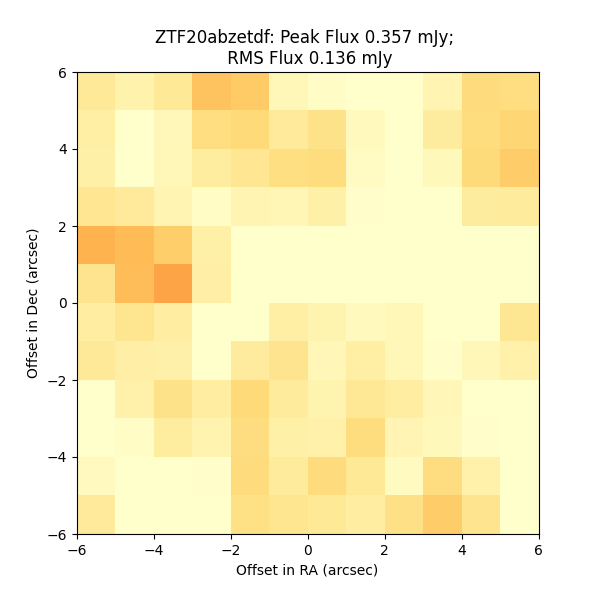 ZTF20abzetdf: Peak Flux 0.357 mJy;
RMS Flux 0.136 mJy
6
4
2
0
−2
−4
−6
Offset in Dec (arcsec)
−6 −4 −2 0 2 4 6
Offset in RA (arcsec)